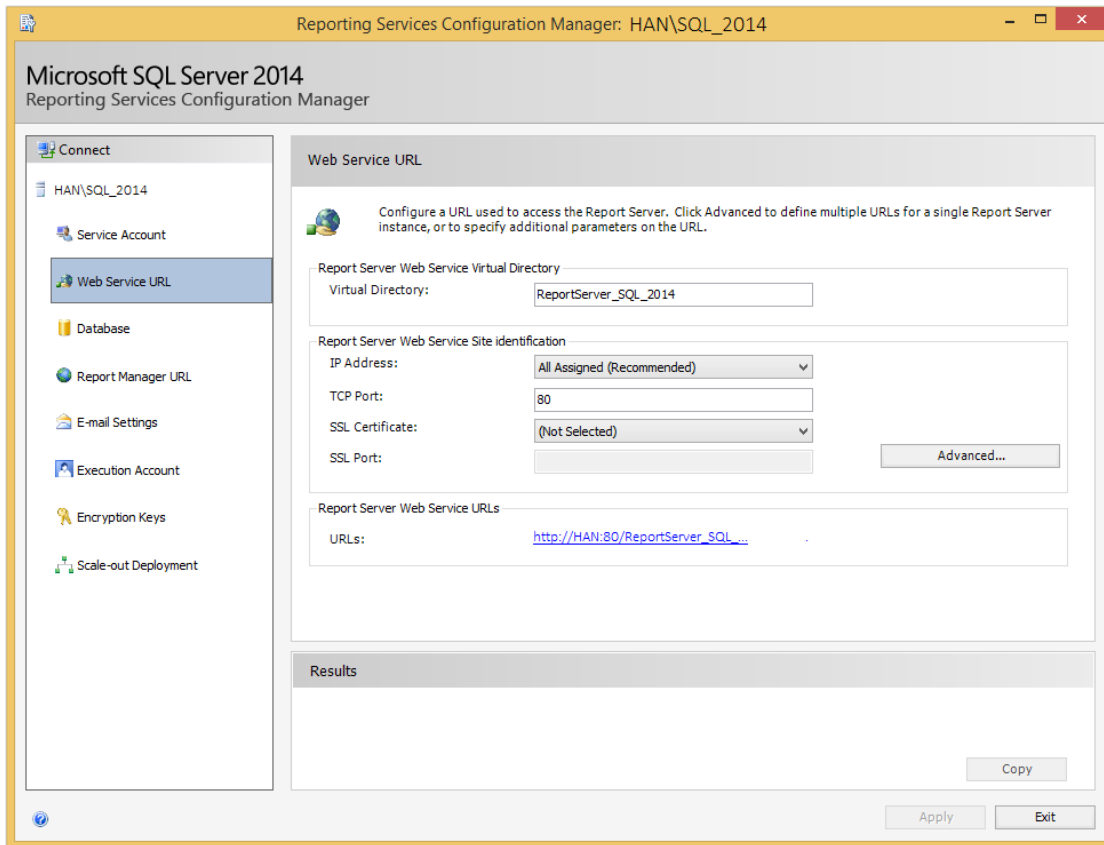 Reporting Services Configuration Manager: HAN\SQL_2014
Microsoft SQL Server 2014
Reporting Services Configuration Manager
Connect
HAN\SQL_2014
Service Account
Web Service URL
Database
Report Manager URL
E-mail Settings
Execution Account
Encryption Keys
Scale-out Deployment
Web Service URL
Configure a URL used to access the Report Server. Click Advanced to define multiple URLs for a single Report Server
instance, or to specify additional parameters on the URL.
Report Server Web Service Virtual Directory
Virtual Directory: ReportServer_SQL_2014
Report Server Web Service Site identification
IP Address: All Assigned (Recommended)
TCP Port: 80
SSL Certificate: (Not Selected)
SSL Port:
Advanced...
Report Server Web Service URLs
URLs: http://HAN:80/ReportServer_SQL_... .
Results
Copy
Apply Exit